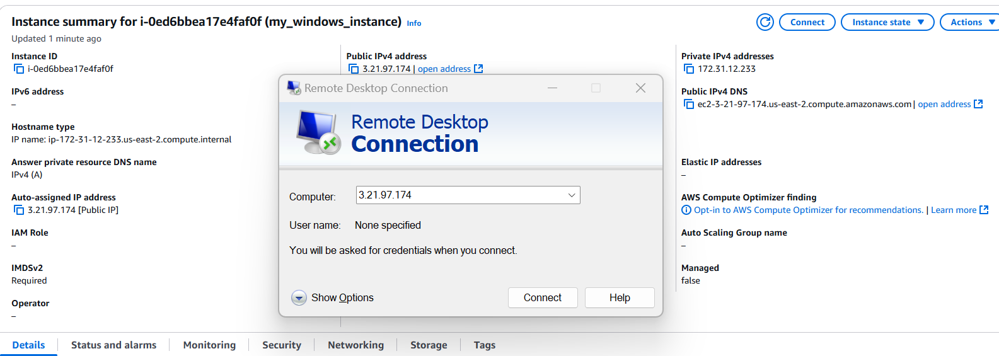 Instance summary for i-0ed6bbea17e4faf0f (my_windows_instance) Info
Connect
Instance state
Actions
Updated 1 minute ago
Instance ID
i-0ed6bbea17e4faf0f
IPv6 address
–
Hostname type
IP name: ip-172-31-12-233.us-east-2.compute.internal
Answer private resource DNS name
IPv4 (A)
Auto-assigned IP address
3.21.97.174 [Public IP]
IAM Role
–
IMDSv2
Required
Operator
–
Public IPv4 address
3.21.97.174 | open address
Remote Desktop Connection
Remote Desktop
Connection
Computer: 3.21.97.174
User name: None specified
You will be asked for credentials when you connect.
Show Options
Connect
Help
Private IPv4 addresses
172.31.12.233
Public IPv4 DNS
ec2-3-21-97-174.us-east-2.compute.amazonaws.com | open address
Elastic IP addresses
–
AWS Compute Optimizer finding
Opt-in to AWS Compute Optimizer for recommendations. | Learn more
Auto Scaling Group name
–
Managed
false
Details
Status and alarms
Monitoring
Security
Networking
Storage
Tags